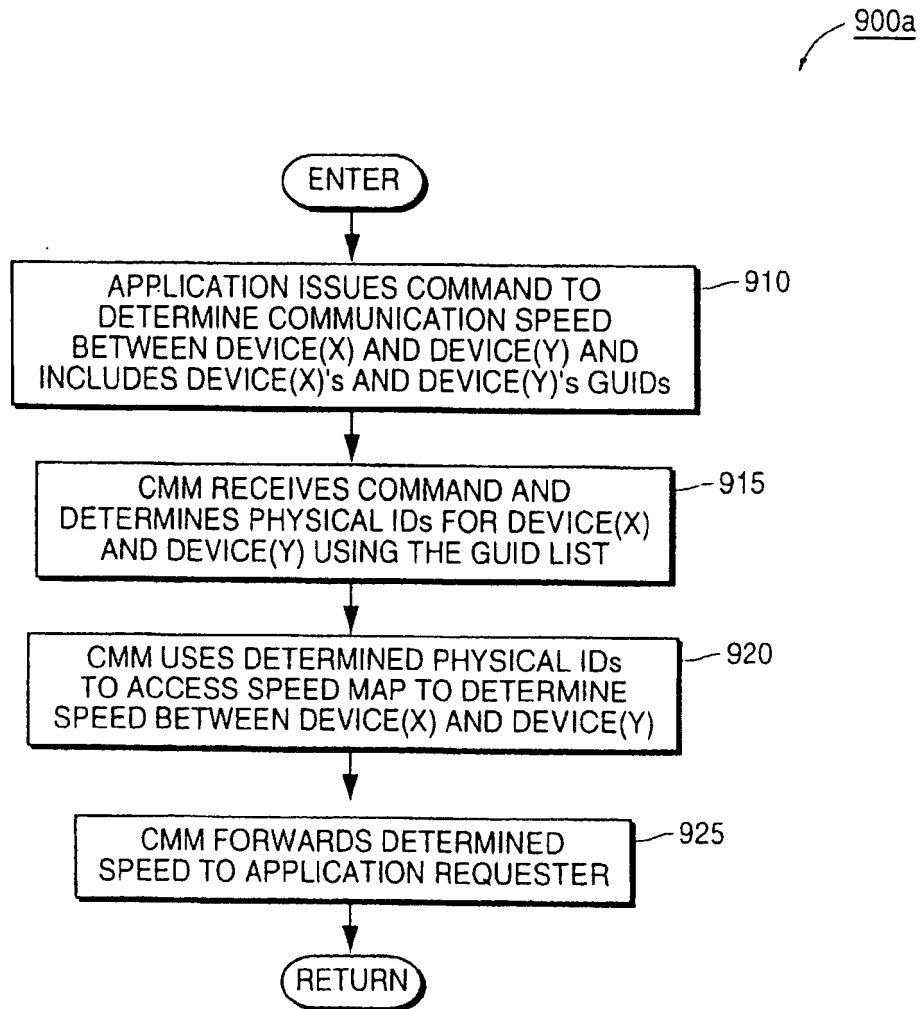 900a
ENTER
APPLICATION ISSUES COMMAND TO
DETERMINE COMMUNICATION SPEED
BETWEEN DEVICE(X) AND DEVICE(Y) AND
INCLUDES DEVICE(X)'s AND DEVICE(Y)'s GUIDs
910
CMM RECEIVES COMMAND AND
DETERMINES PHYSICAL IDs FOR DEVICE(X)
AND DEVICE(Y) USING THE GUID LIST
915
CMM USES DETERMINED PHYSICAL IDs
TO ACCESS SPEED MAP TO DETERMINE
SPEED BETWEEN DEVICE(X) AND DEVICE(Y)
920
CMM FORWARDS DETERMINED
SPEED TO APPLICATION REQUESTER
925
RETURN